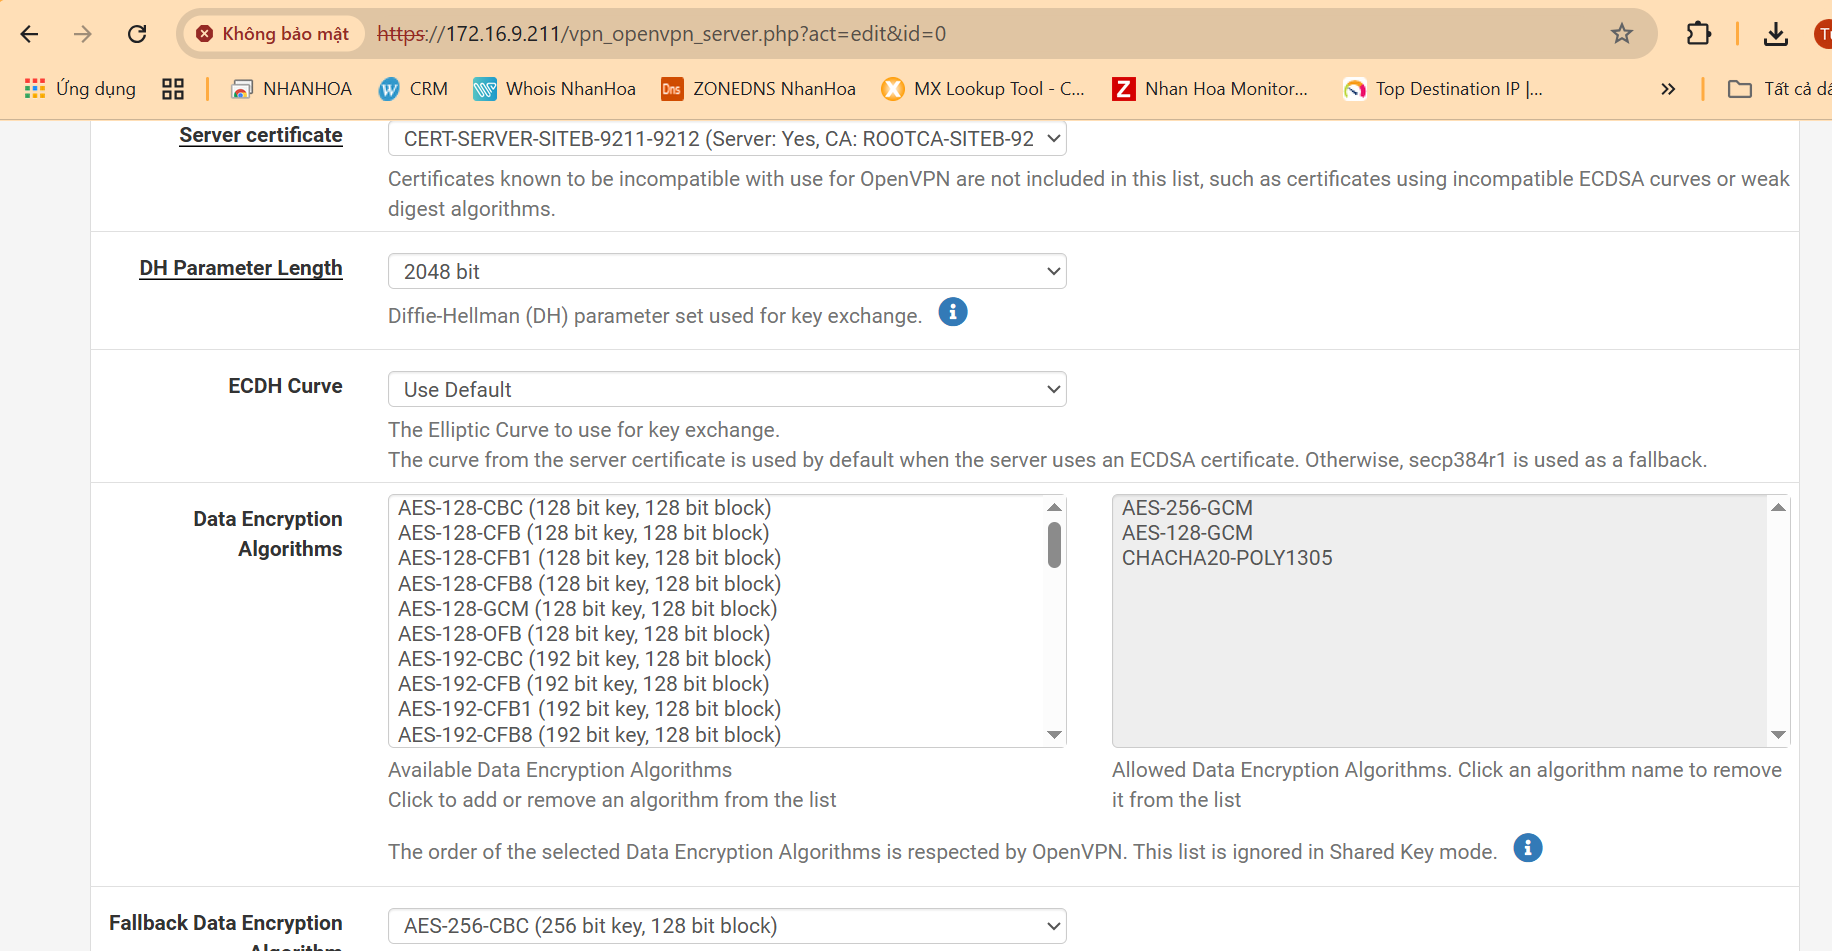 Không bảo mật https://172.16.9.211/vpn_openvpn_server.php?act=edit&id=0
Ứng dụng NHANHOA CRM Whois NhanHoa Dns ZONEDNS NhanHoa MX Lookup Tool - C... Z Nhan Hoa Monitor... Top Destination IP |... » Tất cả
Server certificate
CERT-SERVER-SITEB-9211-9212 (Server: Yes, CA: ROOTCA-SITEB-92
Certificates known to be incompatible with use for OpenVPN are not included in this list, such as certificates using incompatible ECDSA curves or weak
digest algorithms.
DH Parameter Length
2048 bit
Diffie-Hellman (DH) parameter set used for key exchange.
ECDH Curve
Use Default
The Elliptic Curve to use for key exchange.
The curve from the server certificate is used by default when the server uses an ECDSA certificate. Otherwise, secp384r1 is used as a fallback.
Data Encryption
Algorithms
AES-128-CBC (128 bit key, 128 bit block)
AES-128-CFB (128 bit key, 128 bit block)
AES-128-CFB1 (128 bit key, 128 bit block)
AES-128-CFB8 (128 bit key, 128 bit block)
AES-128-GCM (128 bit key, 128 bit block)
AES-128-OFB (128 bit key, 128 bit block)
AES-192-CBC (192 bit key, 128 bit block)
AES-192-CFB (192 bit key, 128 bit block)
AES-192-CFB1 (192 bit key, 128 bit block)
AES-192-CFB8 (192 bit key, 128 bit block)
Available Data Encryption Algorithms
Click to add or remove an algorithm from the list
AES-256-GCM
AES-128-GCM
CHACHA20-POLY1305
Allowed Data Encryption Algorithms. Click an algorithm name to remove
it from the list
The order of the selected Data Encryption Algorithms is respected by OpenVPN. This list is ignored in Shared Key mode.
Fallback Data Encryption
Algorithm
AES-256-CBC (256 bit key, 128 bit block)